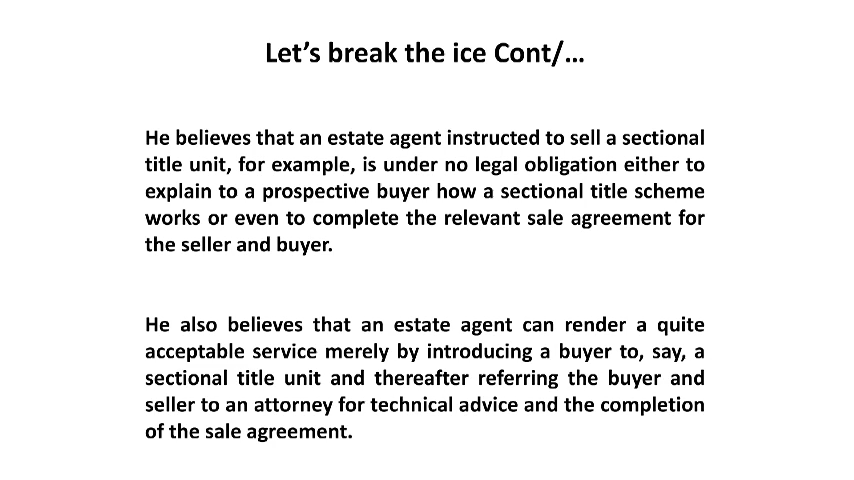 Let’s break the ice Cont/…
He believes that an estate agent instructed to sell a sectional
title unit, for example, is under no legal obligation either to
explain to a prospective buyer how a sectional title scheme
works or even to complete the relevant sale agreement for
the seller and buyer.
He also believes that an estate agent can render a quite
acceptable service merely by introducing a buyer to, say, a
sectional title unit and thereafter referring the buyer and
seller to an attorney for technical advice and the completion
of the sale agreement.